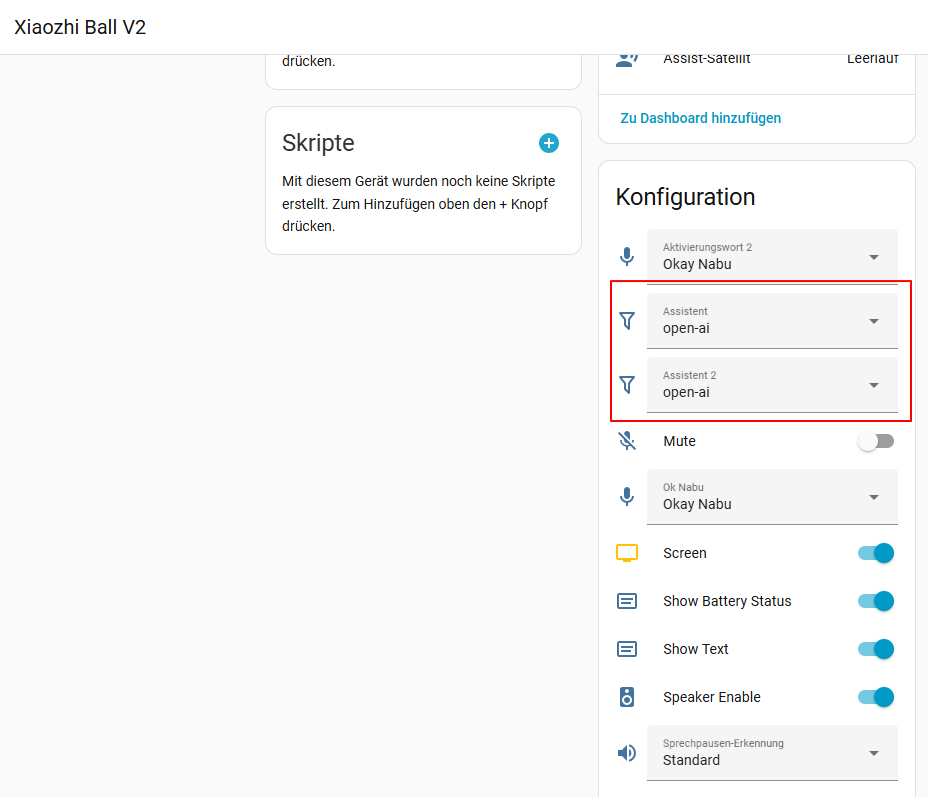 Xiaozhi Ball V2
drücken.
Skripte
Mit diesem Gerät wurden noch keine Skripte
erstellt. Zum Hinzufügen oben den + Knopf
drücken.
Assist-Satellit
Leerlauf
Zu Dashboard hinzufügen
Konfiguration
Aktivierungswort 2
Okay Nabu
Assistent
open-ai
Assistent 2
open-ai
Mute
Ok Nabu
Okay Nabu
Screen
Show Battery Status
Show Text
Speaker Enable
Sprechpausen-Erkennung
Standard